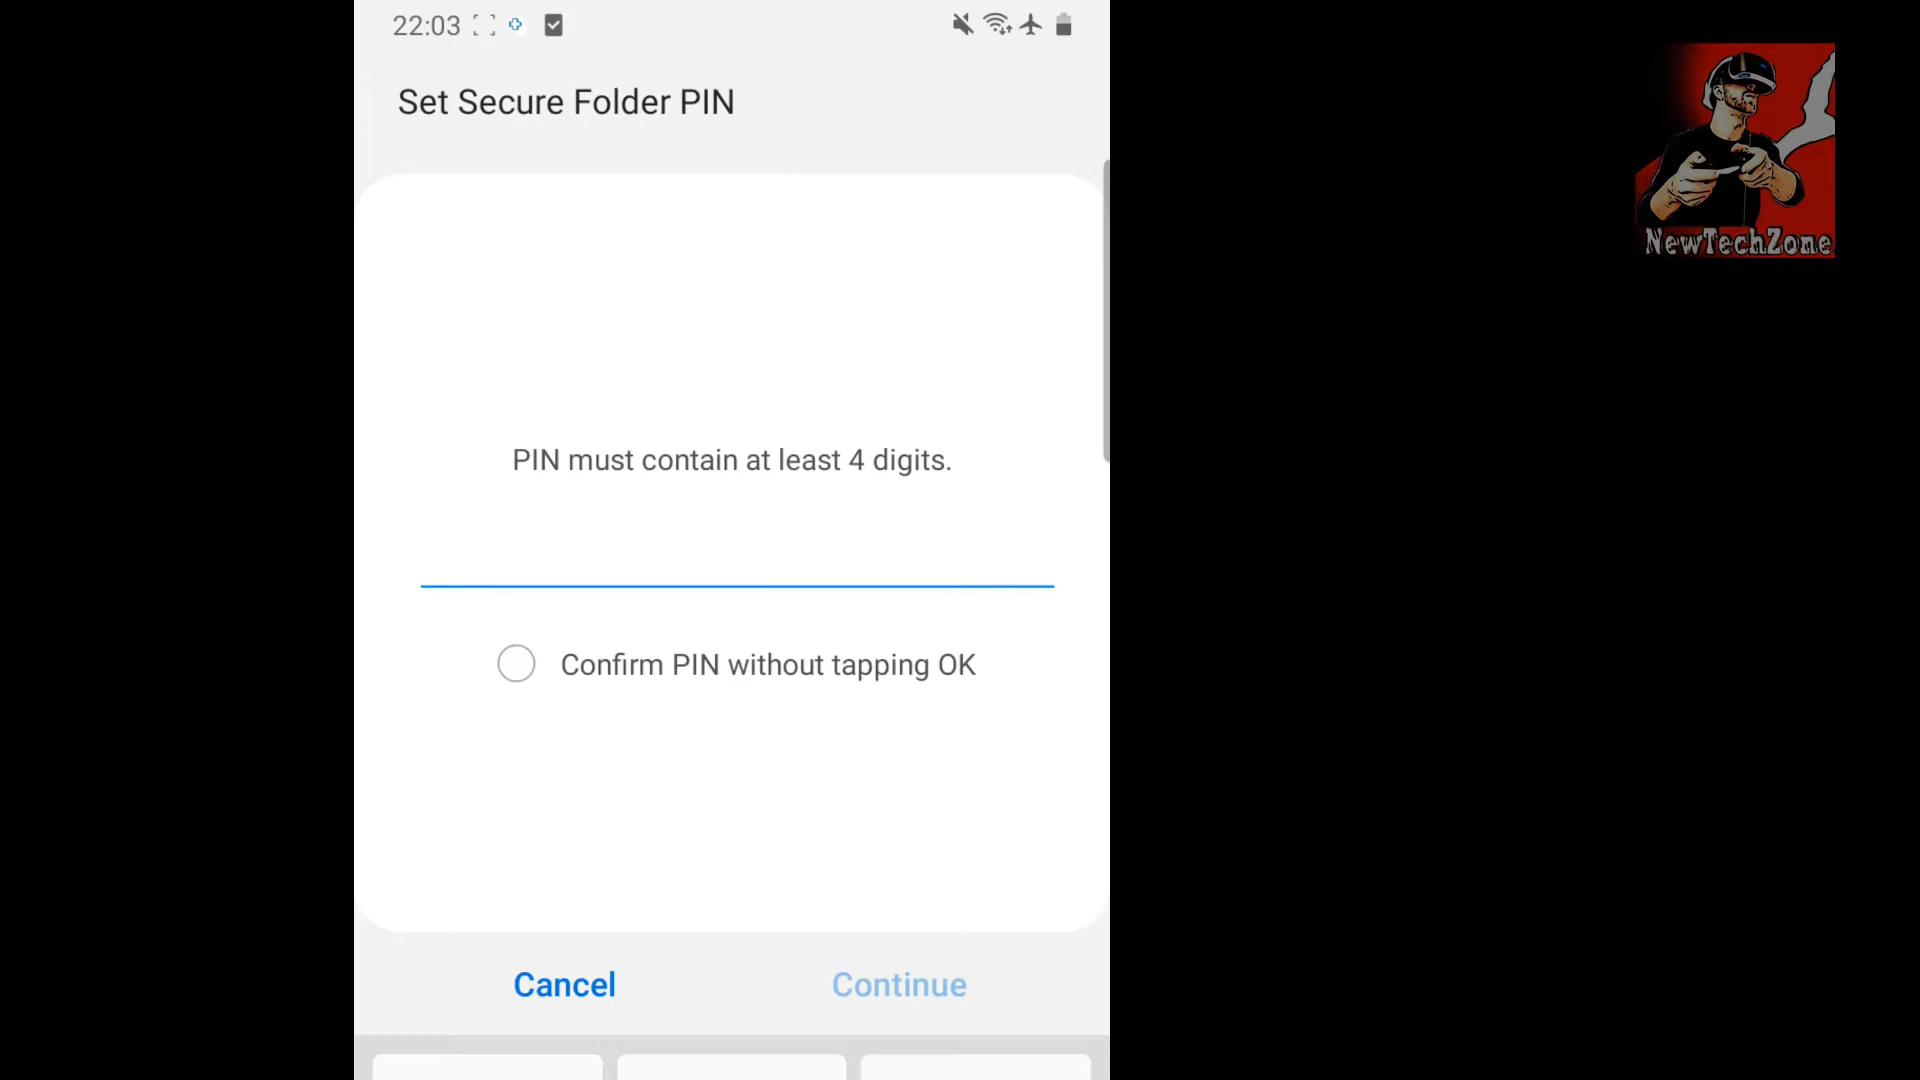 22:03
Set Secure Folder PIN
NewTechZone
PIN must contain at least 4 digits.
Confirm PIN without tapping OK
Cancel
Continue